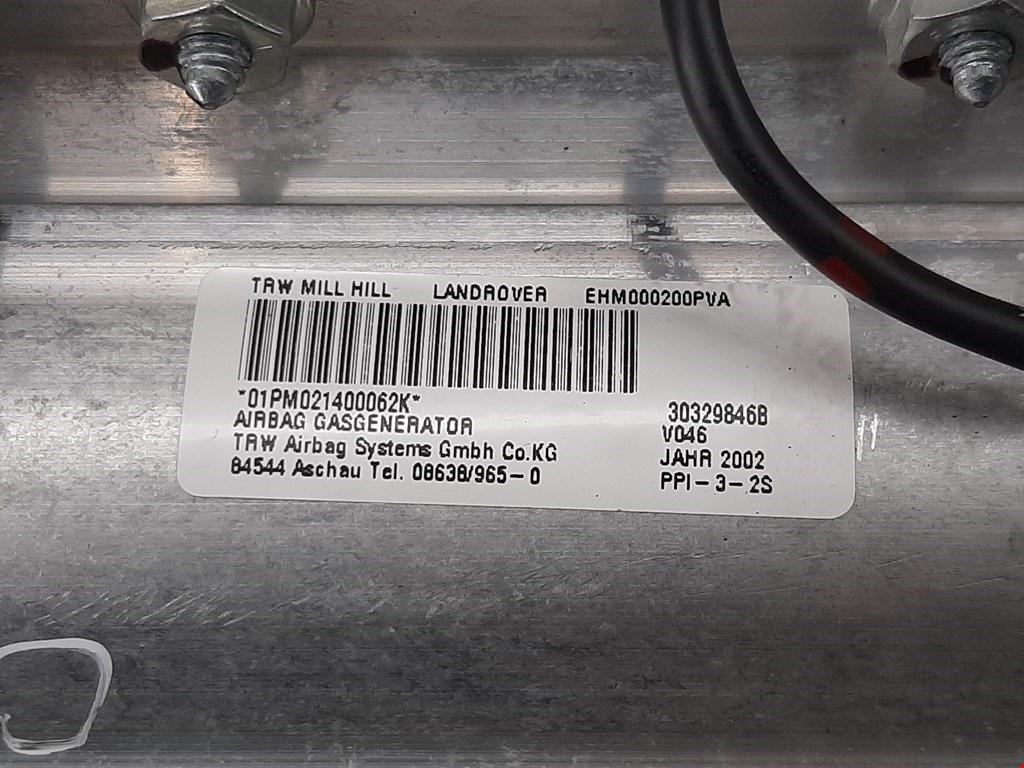 TRW MILL HILL LANDROVER EHM000200PVA
*01PM021400062K*
AIRBAG GASGENERATOR
TRW Airbag Systems Gmbh Co.KG
84544 Aschau Tel. 08638/965-0
30329846B
V046
JAHR 2002
PPI-3-2S